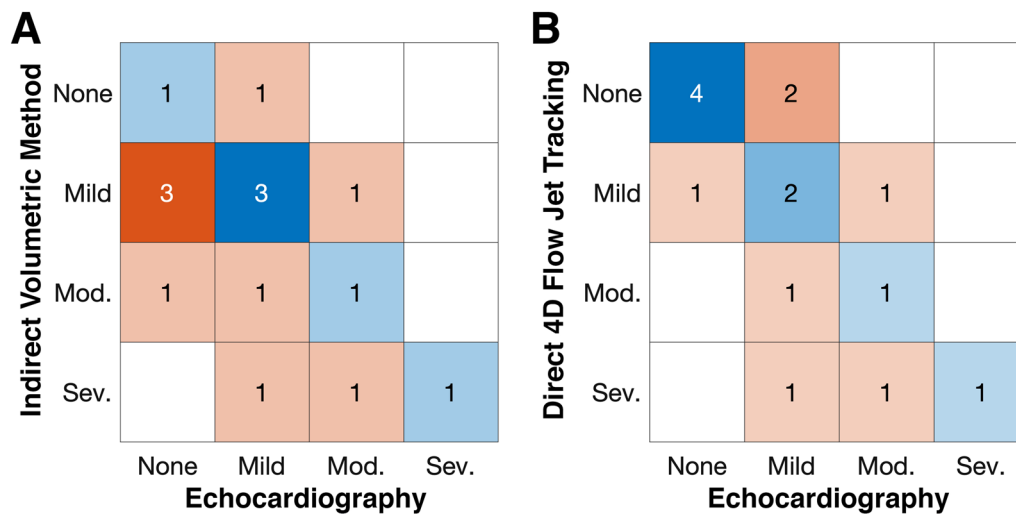 A
Indirect Volumetric Method
None 1 1
Mild 3 3 1
Mod. 1 1 1
Sev. 1 1 1
None Mild Mod. Sev.
Echocardiography
B
Direct 4D Flow Jet Tracking
None 4 2
Mild 1 2 1
Mod. 1 1
Sev. 1 1 1
None Mild Mod. Sev.
Echocardiography